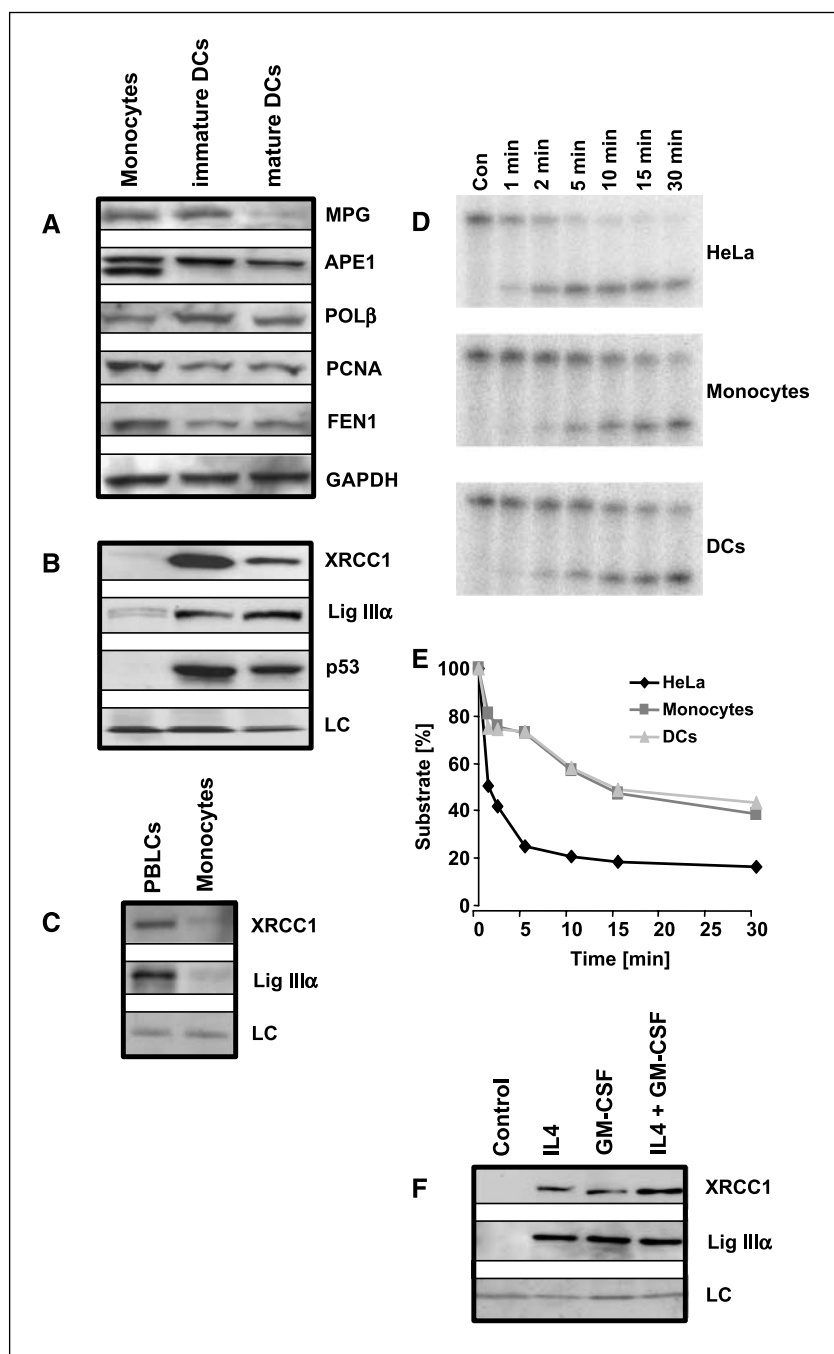 Monocytes
immature DCs
mature DCs
A
MPG
APE1
POLβ
PCNA
FEN1
GAPDH
B
XRCC1
Lig IIIα
p53
LC
PBLCs
Monocytes
C
XRCC1
Lig IIIα
LC
Con
1 min
2 min
5 min
10 min
15 min
30 min
D
HeLa
Monocytes
DCs
E
100
80
60
40
20
0
Substrate [%]
HeLa
Monocytes
DCs
0 5 10 15 20 25 30
Time [min]
Control
IL4
GM-CSF
IL4 + GM-CSF
F
XRCC1
Lig IIIα
LC